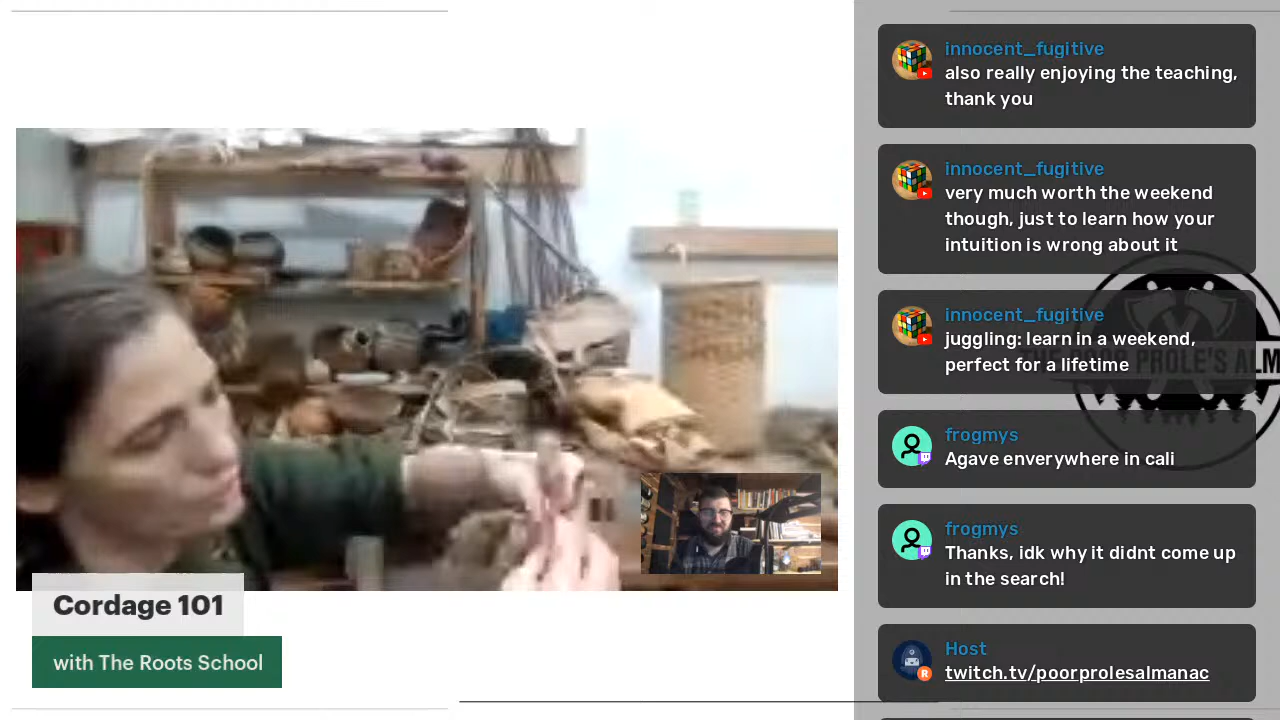 innocent_fugitive
also really enjoying the teaching,
thank you
innocent_fugitive
very much worth the weekend
though, just to learn how your
intuition is wrong about it
innocent_fugitive
juggling: learn in a weekend,
perfect for a lifetime
PROLE'S ALM
frogmys
Agave enverywhere in cali
frogmys
Thanks, idk why it didnt come up
in the search!
Host
twitch.tv/poorprolesalmanac
Cordage 101
with The Roots School